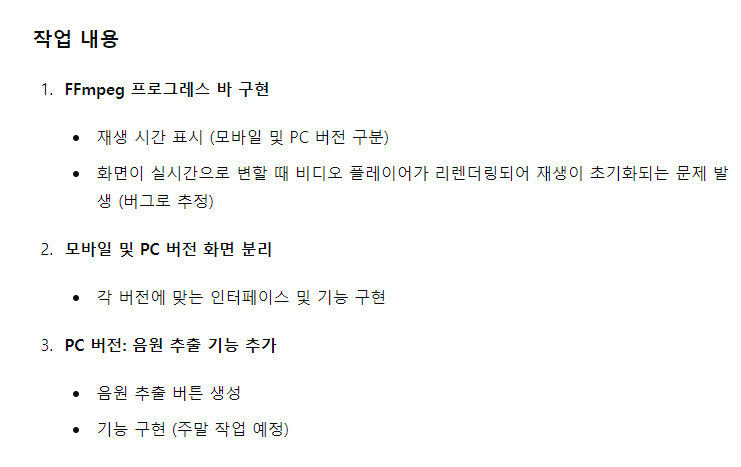 작업 내용
1. FFmpeg 프로그레스 바 구현
• 재생 시간 표시 (모바일 및 PC 버전 구분)
• 화면이 실시간으로 변할 때 비디오 플레이어가 리렌더링되어 재생이 초기화되는 문제 발
생 (버그로 추정)
2. 모바일 및 PC 버전 화면 분리
• 각 버전에 맞는 인터페이스 및 기능 구현
3. PC 버전: 음원 추출 기능 추가
• 음원 추출 버튼 생성
• 기능 구현 (주말 작업 예정)